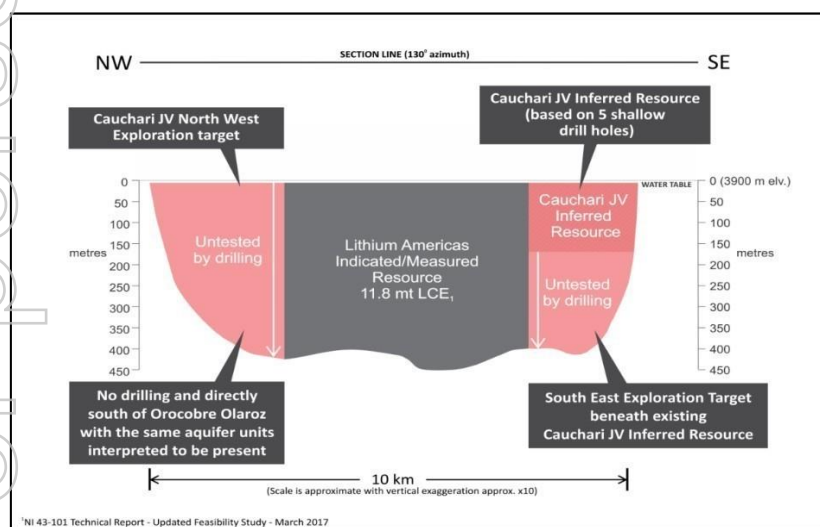 SECTION LINE (130° azimuth)
NW
SE
Cauchari JV North West
Exploration target
Cauchari JV Inferred Resource
(based on 5 shallow
drill holes)
0
50
100
150
200
250
300
350
400
450
metres
WATER TABLE
0 (3900 m elv.)
50
100
150
200
250
300
350
400
450
metres
Untested
by drilling
Lithium Americas
Indicated/Measured
Resource
11.8 mt LCE1
Cauchari JV
Inferred
Resource
Untested
by drilling
No drilling and directly
south of Orocobre Olaroz
with the same aquifer units
interpreted to be present
South East Exploration Target
beneath existing
Cauchari JV Inferred Resource
10 km
(Scale is approximate with vertical exaggeration approx. x10)
1NI 43-101 Technical Report - Updated Feasibility Study - March 2017